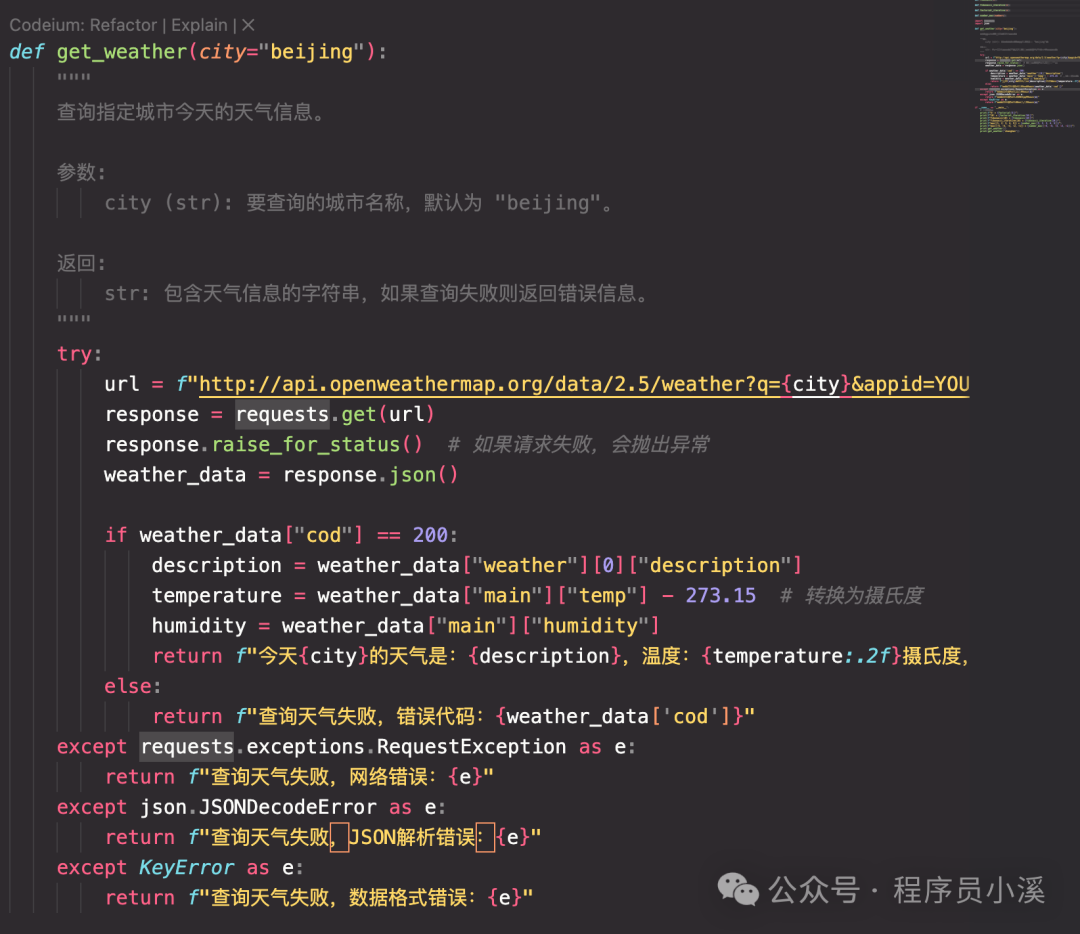 Codeium: Refactor | Explain | ×
def get_weather(city="beijing"):
"""
查询指定城市今天的天气信息。
参数:
city (str): 要查询的城市名称，默认为 "beijing"。
返回:
str: 包含天气信息的字符串，如果查询失败则返回错误信息。
"""
try:
url = f"http://api.openweathermap.org/data/2.5/weather?q={city}&appid=YOU
response = requests.get(url)
response.raise_for_status()  # 如果请求失败，会抛出异常
weather_data = response.json()
if weather_data["cod"] == 200:
description = weather_data["weather"][0]["description"]
temperature = weather_data["main"]["temp"] - 273.15  # 转换为摄氏度
humidity = weather_data["main"]["humidity"]
return f"今天{city}的天气是：{description}，温度：{temperature:.2f}摄氏度，
else:
return f"查询天气失败，错误代码：{weather_data['cod']}"
except requests.exceptions.RequestException as e:
return f"查询天气失败，网络错误：{e}"
except json.JSONDecodeError as e:
return f"查询天气失败，JSON解析错误：{e}"
except KeyError as e:
return f"查询天气失败，数据格式错误：{e}"
公众号 · 程序员小溪